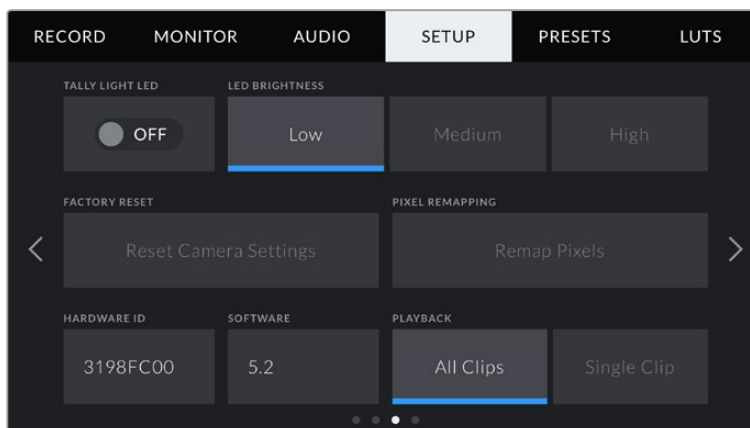 RECORD MONITOR AUDIO SETUP PRESETS LUTS
TALLY LIGHT LED LED BRIGHTNESS
OFF Low Medium High
FACTORY RESET PIXEL REMAPPING
Reset Camera Settings Remap Pixels
HARDWARE ID SOFTWARE PLAYBACK
3198FC00 5.2 All Clips Single Clip